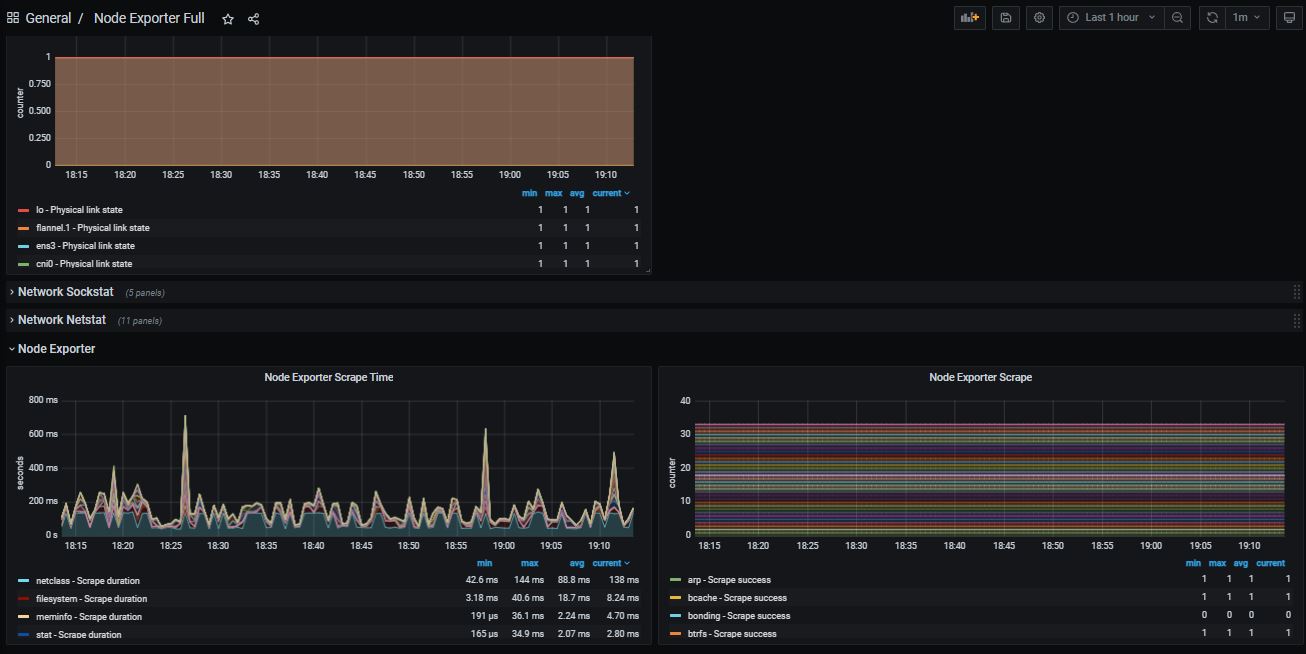 General / Node Exporter Full
Last 1 hour
1m
counter
1
0.750
0.500
0.250
0
18:15 18:20 18:25 18:30 18:35 18:40 18:45 18:50 18:55 19:00 19:05 19:10
min max avg current
lo - Physical link state 1 1 1 1
flannel.1 - Physical link state 1 1 1 1
ens3 - Physical link state 1 1 1 1
cni0 - Physical link state 1 1 1 1
Network Sockstat (5 panels)
Network Netstat (11 panels)
Node Exporter
Node Exporter Scrape Time
seconds
800 ms
600 ms
400 ms
200 ms
0 s
18:15 18:20 18:25 18:30 18:35 18:40 18:45 18:50 18:55 19:00 19:05 19:10
min max avg current
netclass - Scrape duration 42.6 ms 144 ms 88.8 ms 138 ms
filesystem - Scrape duration 3.18 ms 40.6 ms 18.7 ms 8.24 ms
meminfo - Scrape duration 191 µs 36.1 ms 2.24 ms 4.70 ms
stat - Scrape duration 165 µs 34.9 ms 2.07 ms 2.80 ms
Node Exporter Scrape
counter
40
30
20
10
0
18:15 18:20 18:25 18:30 18:35 18:40 18:45 18:50 18:55 19:00 19:05 19:10
min max avg current
arp - Scrape success 1 1 1 1
bcache - Scrape success 1 1 1 1
bonding - Scrape success 0 0 0 0
btrfs - Scrape success 1 1 1 1